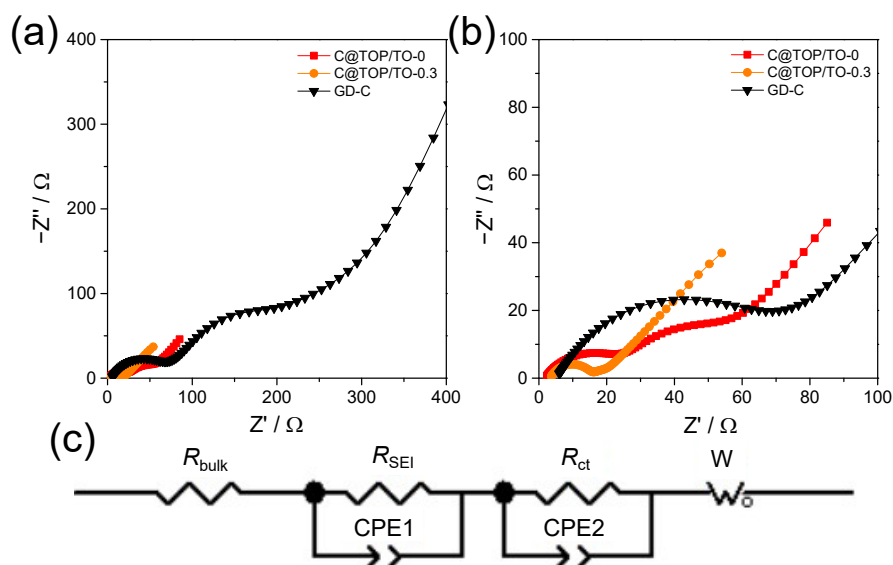 (a)
400
300
200
100
0
−Z'' / Ω
0 100 200 300 400
Z' / Ω
C@TOP/TO-0
C@TOP/TO-0.3
GD-C
(b)
100
80
60
40
20
0
−Z'' / Ω
0 20 40 60 80 100
Z' / Ω
C@TOP/TO-0
C@TOP/TO-0.3
GD-C
(c)
Rbulk RSEI Rct W
CPE1 CPE2